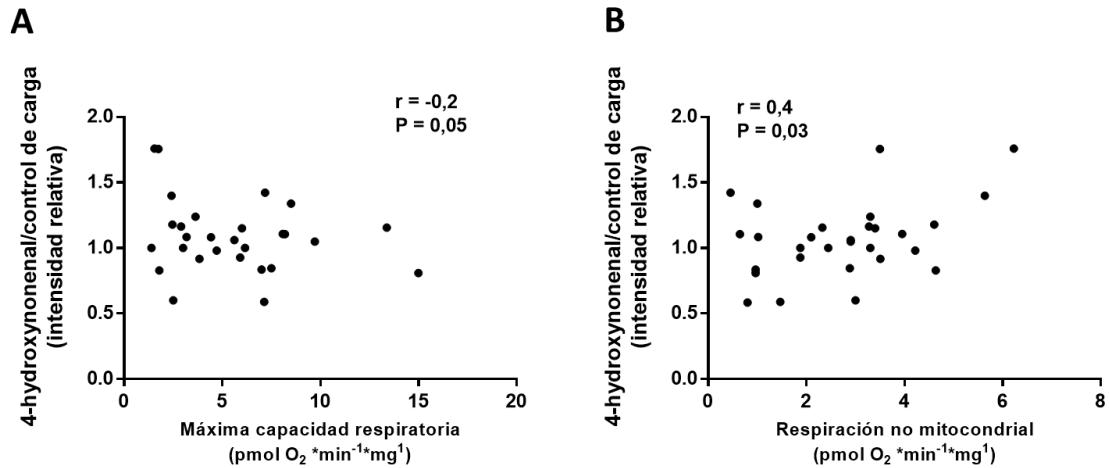 A
4-hydroxynonenal/control de carga
(intensidad relativa)
r = -0,2
P = 0,05
2.0
1.5
1.0
0.5
0.0
0 5 10 15 20
Máxima capacidad respiratoria
(pmol O₂ *min⁻¹*mg¹)
B
4-hydroxynonenal/control de carga
(intensidad relativa)
r = 0,4
P = 0,03
2.0
1.5
1.0
0.5
0.0
0 2 4 6 8
Respiración no mitocondrial
(pmol O₂ *min⁻¹*mg¹)